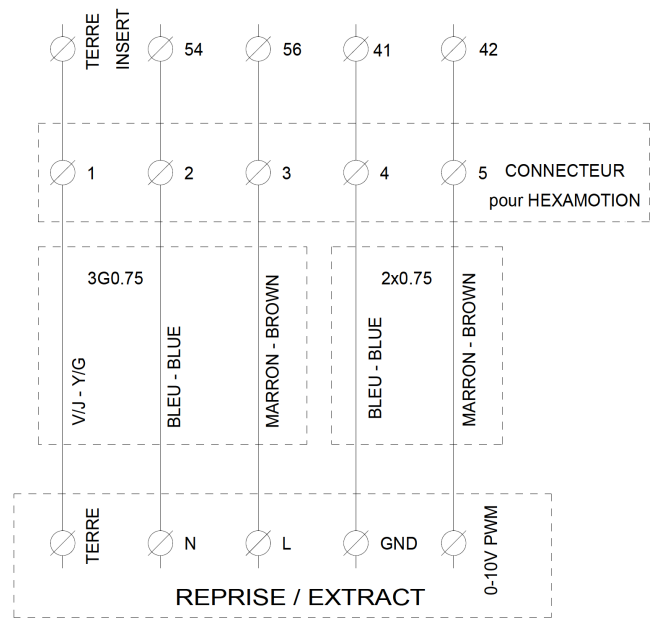 TERRE
INSERT
54
56
41
42
1
2
3
4
5
CONNECTEUR
pour HEXAMOTION
3G0.75
2x0.75
V/J - Y/G
BLEU - BLUE
MARRON - BROWN
BLEU - BLUE
MARRON - BROWN
TERRE
N
L
GND
0-10V PWM
REPRISE / EXTRACT